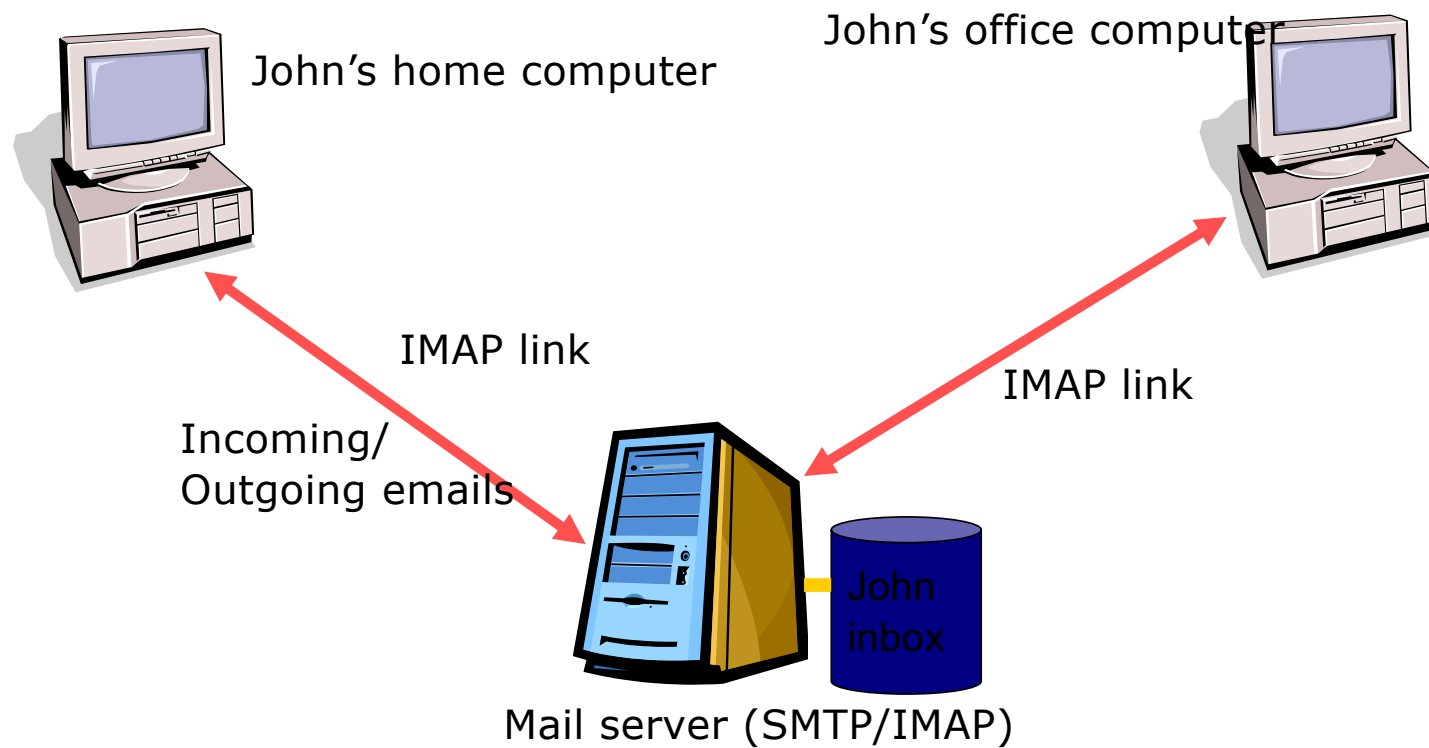 John’s office computer
John’s home computer
IMAP link
IMAP link
Incoming/
Outgoing emails
John
inbox
Mail server (SMTP/IMAP)